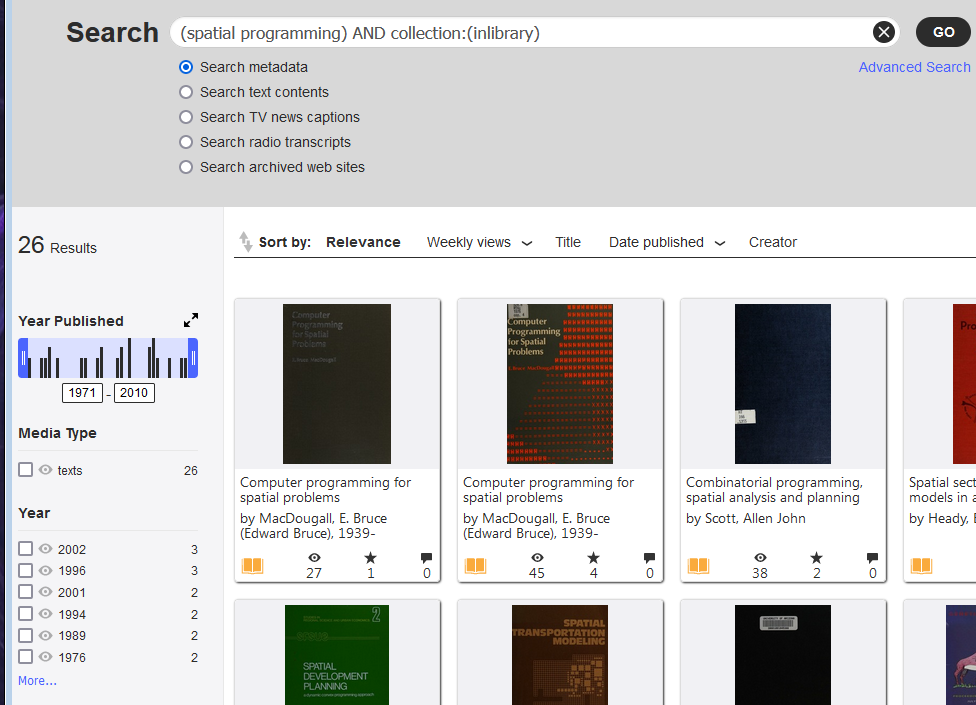 Search
(spatial programming) AND collection:(inlibrary)
GO
Search metadata
Advanced Search
Search text contents
Search TV news captions
Search radio transcripts
Search archived web sites
26 Results
Sort by: Relevance Weekly views Title Date published Creator
Year Published
1971 - 2010
Media Type
texts 26
Year
2002 3
1996 3
2001 2
1994 2
1989 2
1976 2
More...
Computer
Programming
for Spatial
Problems
E. Bruce MacDougall
Computer programming for
spatial problems
by MacDougall, E. Bruce
(Edward Bruce), 1939-
27 1 0
Computer
Programming
for Spatial
Problems
E. Bruce MacDougall
Computer programming for
spatial problems
by MacDougall, E. Bruce
(Edward Bruce), 1939-
45 4 0
Combinatorial programming,
spatial analysis and planning
by Scott, Allen John
38 2 0
Pro
Spatial sect
models in a
by Heady, E
2
SPATIAL
DEVELOPMENT
PLANNING
SPATIAL
TRANSPORTATION
MODELING